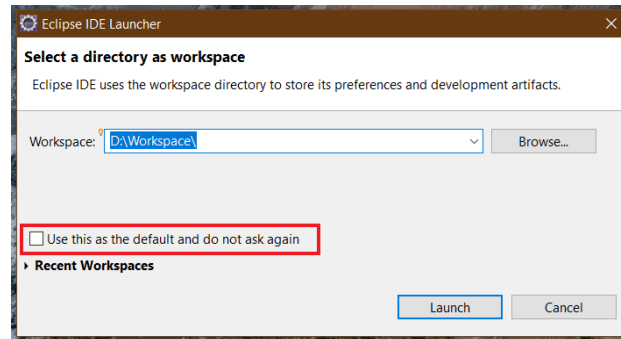 Eclipse IDE Launcher
Select a directory as workspace
Eclipse IDE uses the workspace directory to store its preferences and development artifacts.
Workspace: D:\Workspace\ Browse...
Use this as the default and do not ask again
Recent Workspaces
Launch Cancel